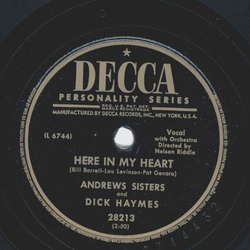 DECCA
PERSONALITY SERIES
MANUFACTURED BY DECCA RECORDS, INC., NEW YORK, U.S.A.
(L 6744)
Vocal
with Orchestra
Directed by
Nelson Riddle
HERE IN MY HEART
(Bill Borrell-Lou Levinson-Pat Genaro)
ANDREWS SISTERS
and
DICK HAYMES
28213
(2:50)